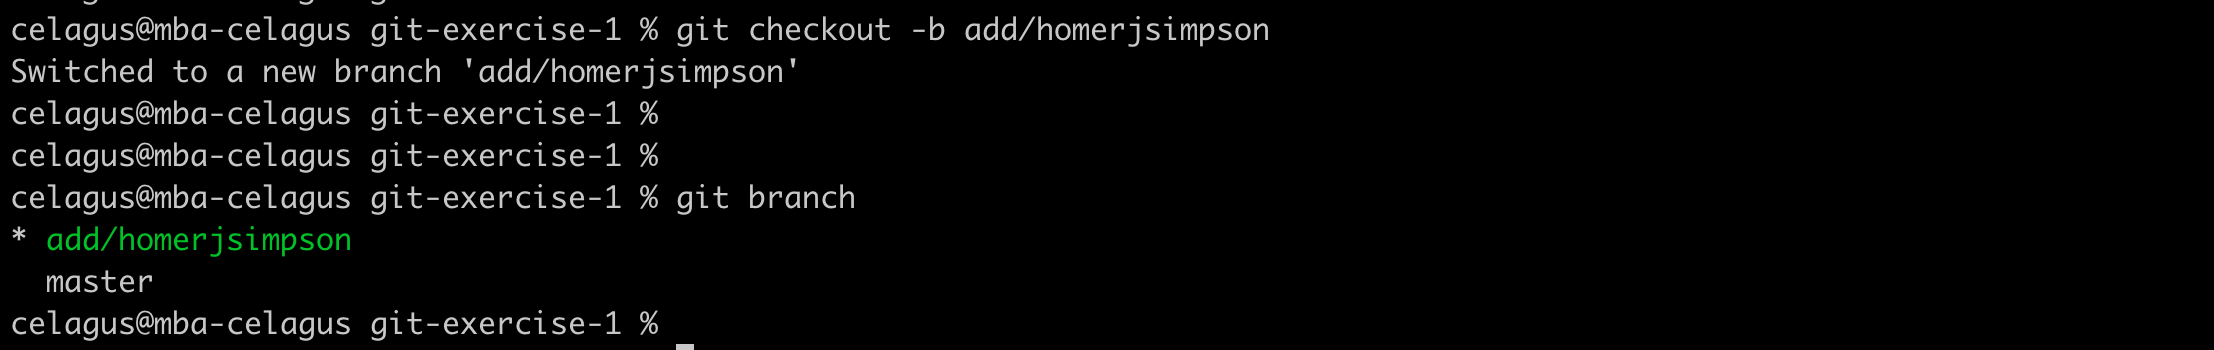 celagus@mba-celagus git-exercise-1 % git checkout -b add/homerjsimpson
Switched to a new branch 'add/homerjsimpson'
celagus@mba-celagus git-exercise-1 %
celagus@mba-celagus git-exercise-1 %
celagus@mba-celagus git-exercise-1 % git branch
* add/homerjsimpson
  master
celagus@mba-celagus git-exercise-1 %